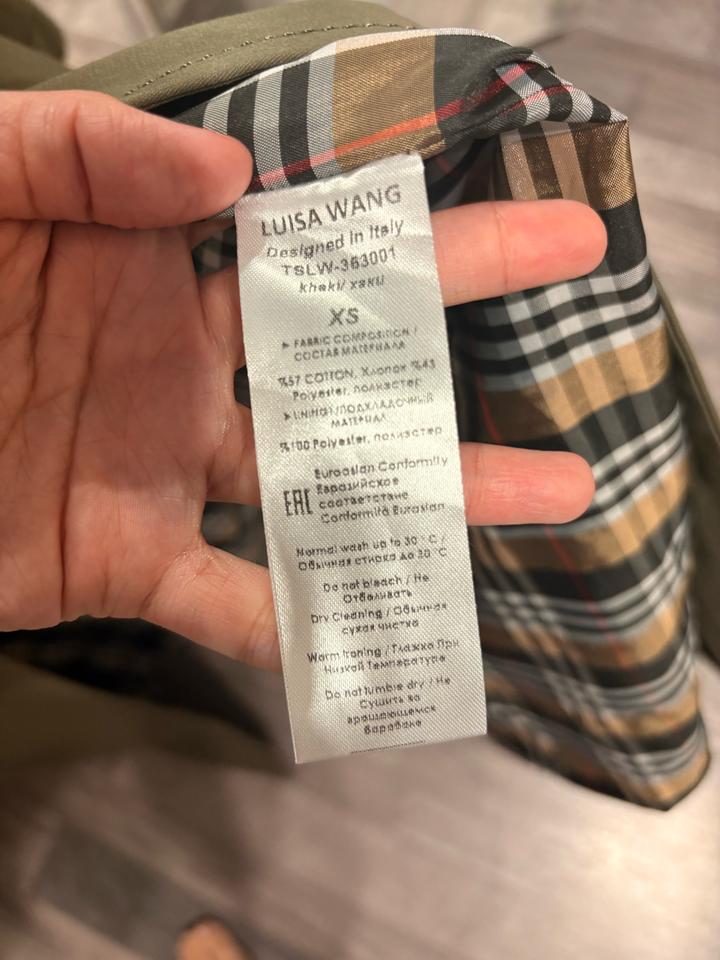 LUISA WANG
Designed in Italy
TSLW-363001
khaki/ хакі
XS
► FABRIC COMPOSITION /
СОСТАВ МАТЕРИАЛА
%57 COTTON, Хлопок %43
Polyester, полиэстер
► LINING / ПОДКЛАДОЧНЫЙ
МАТЕРИАЛ
%100 Polyester, полиэстер
EAC
Euroasian Conformity
Евразийское
соответствие
Conformità Eurasian
Normal wash up to 30 °C /
Обычная стирка до 30 °C
Do not bleach / Не
Отбеливать
Dry Cleaning / Обычная
сухая чистка
Warm Ironing / Глажка При
Низкой Температуре
Do not tumble dry / Не
Сушить во
вращающемся
барабане